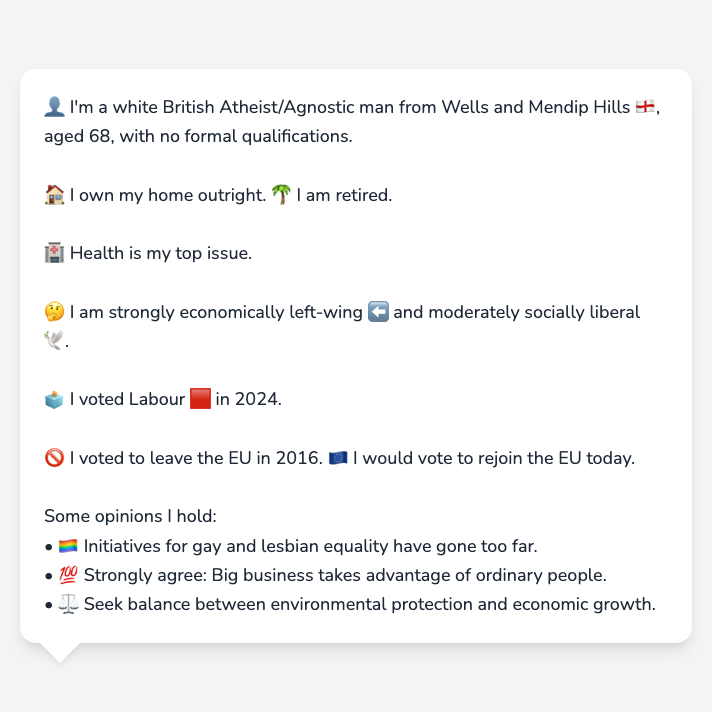 👤 I'm a white British Atheist/Agnostic man from Wells and Mendip Hills 🏴󠁧󠁢󠁥󠁮󠁧󠁿,
aged 68, with no formal qualifications.
🏠 I own my home outright. 🌴 I am retired.
🏥 Health is my top issue.
🤔 I am strongly economically left-wing ⬅️ and moderately socially liberal
🕊️.
🗳️ I voted Labour 🟥 in 2024.
🚫 I voted to leave the EU in 2016. 🇪🇺 I would vote to rejoin the EU today.
Some opinions I hold:
• 🏳️‍🌈 Initiatives for gay and lesbian equality have gone too far.
• 💯 Strongly agree: Big business takes advantage of ordinary people.
• ⚖️ Seek balance between environmental protection and economic growth.